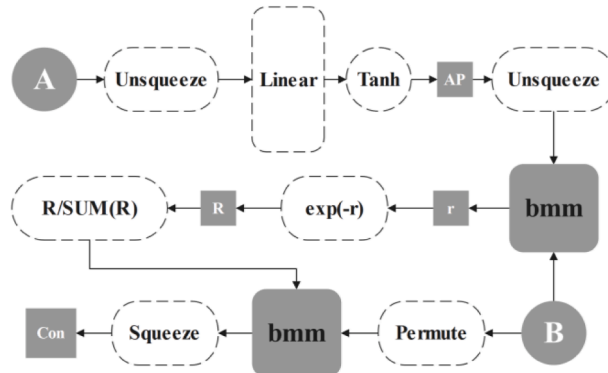 A
Unsqueeze
Linear
Tanh
AP
Unsqueeze
R/SUM(R)
R
exp(-r)
r
bmm
Con
Squeeze
bmm
Permute
B